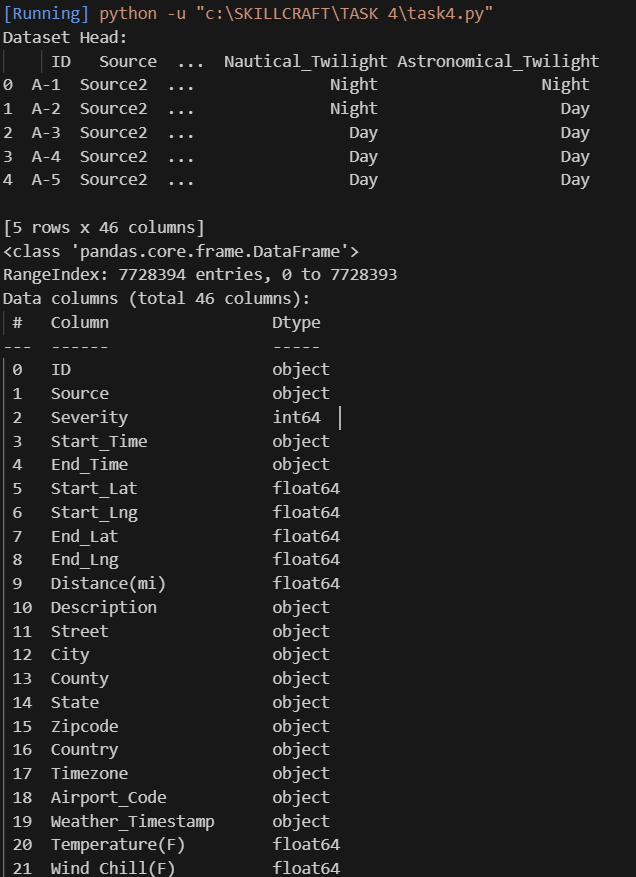 [Running] python -u "c:\SKILLCRAFT\TASK 4\task4.py"
Dataset Head:
     ID   Source  ...  Nautical_Twilight Astronomical_Twilight
0  A-1  Source2  ...              Night                 Night
1  A-2  Source2  ...              Night                   Day
2  A-3  Source2  ...                Day                   Day
3  A-4  Source2  ...                Day                   Day
4  A-5  Source2  ...                Day                   Day
[5 rows x 46 columns]
<class 'pandas.core.frame.DataFrame'>
RangeIndex: 7728394 entries, 0 to 7728393
Data columns (total 46 columns):
 #   Column                 Dtype
---  ------                 -----
 0   ID                     object
 1   Source                 object
 2   Severity               int64
 3   Start_Time             object
 4   End_Time               object
 5   Start_Lat              float64
 6   Start_Lng              float64
 7   End_Lat                float64
 8   End_Lng                float64
 9   Distance(mi)           float64
 10  Description            object
 11  Street                 object
 12  City                   object
 13  County                 object
 14  State                  object
 15  Zipcode                object
 16  Country                object
 17  Timezone               object
 18  Airport_Code           object
 19  Weather_Timestamp      object
 20  Temperature(F)         float64
 21  Wind_Chill(F)          float64